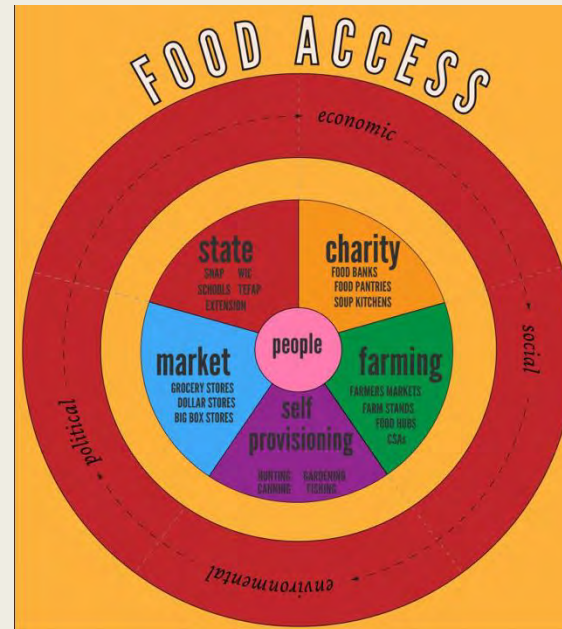 FOOD ACCESS
economic
social
environmental
political
state
SNAP WIC
SCHOOLS TEFAP
EXTENSION
charity
FOOD BANKS
FOOD PANTRIES
SOUP KITCHENS
market
GROCERY STORES
DOLLAR STORES
BIG BOX STORES
people
farming
FARMERS MARKETS
FARM STANDS
FOOD HUBS
CSAs
self
provisioning
HUNTING GARDENING
CANNING FISHING